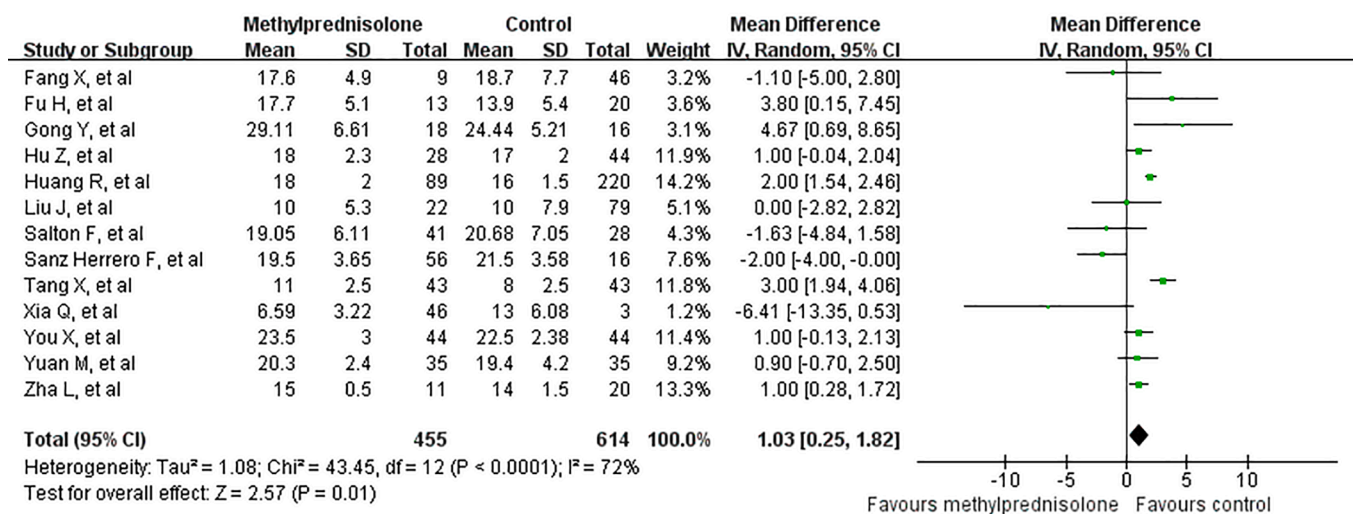 Methylprednisolone Control Mean Difference Mean Difference
Study or Subgroup Mean SD Total Mean SD Total Weight IV, Random, 95% CI IV, Random, 95% CI
Fang X, et al 17.6 4.9 9 18.7 7.7 46 3.2% -1.10 [-5.00, 2.80]
Fu H, et al 17.7 5.1 13 13.9 5.4 20 3.6% 3.80 [0.15, 7.45]
Gong Y, et al 29.11 6.61 18 24.44 5.21 16 3.1% 4.67 [0.69, 8.65]
Hu Z, et al 18 2.3 28 17 2 44 11.9% 1.00 [-0.04, 2.04]
Huang R, et al 18 2 89 16 1.5 220 14.2% 2.00 [1.54, 2.46]
Liu J, et al 10 5.3 22 10 7.9 79 5.1% 0.00 [-2.82, 2.82]
Salton F, et al 19.05 6.11 41 20.68 7.05 28 4.3% -1.63 [-4.84, 1.58]
Sanz Herrero F, et al 19.5 3.65 56 21.5 3.58 16 7.6% -2.00 [-4.00, -0.00]
Tang X, et al 11 2.5 43 8 2.5 43 11.8% 3.00 [1.94, 4.06]
Xia Q, et al 6.59 3.22 46 13 6.08 3 1.2% -6.41 [-13.35, 0.53]
You X, et al 23.5 3 44 22.5 2.38 44 11.4% 1.00 [-0.13, 2.13]
Yuan M, et al 20.3 2.4 35 19.4 4.2 35 9.2% 0.90 [-0.70, 2.50]
Zha L, et al 15 0.5 11 14 1.5 20 13.3% 1.00 [0.28, 1.72]
Total (95% CI) 455 614 100.0% 1.03 [0.25, 1.82]
Heterogeneity: Tau² = 1.08; Chi² = 43.45, df = 12 (P < 0.0001); I² = 72%
Test for overall effect: Z = 2.57 (P = 0.01)
-10 -5 0 5 10
Favours methylprednisolone Favours control